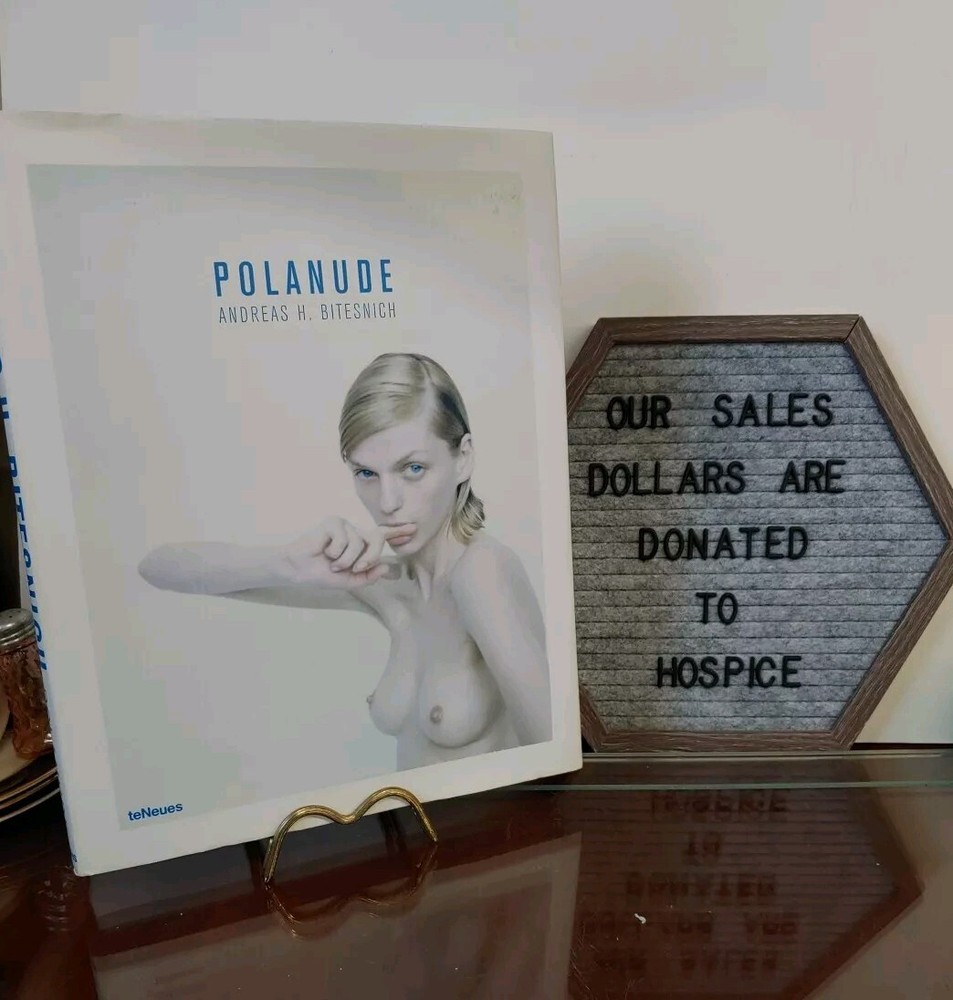 POLANUDE
ANDREAS H. BITESNICH
teNeues
OUR SALES
DOLLARS ARE
DONATED
TO
HOSPICE